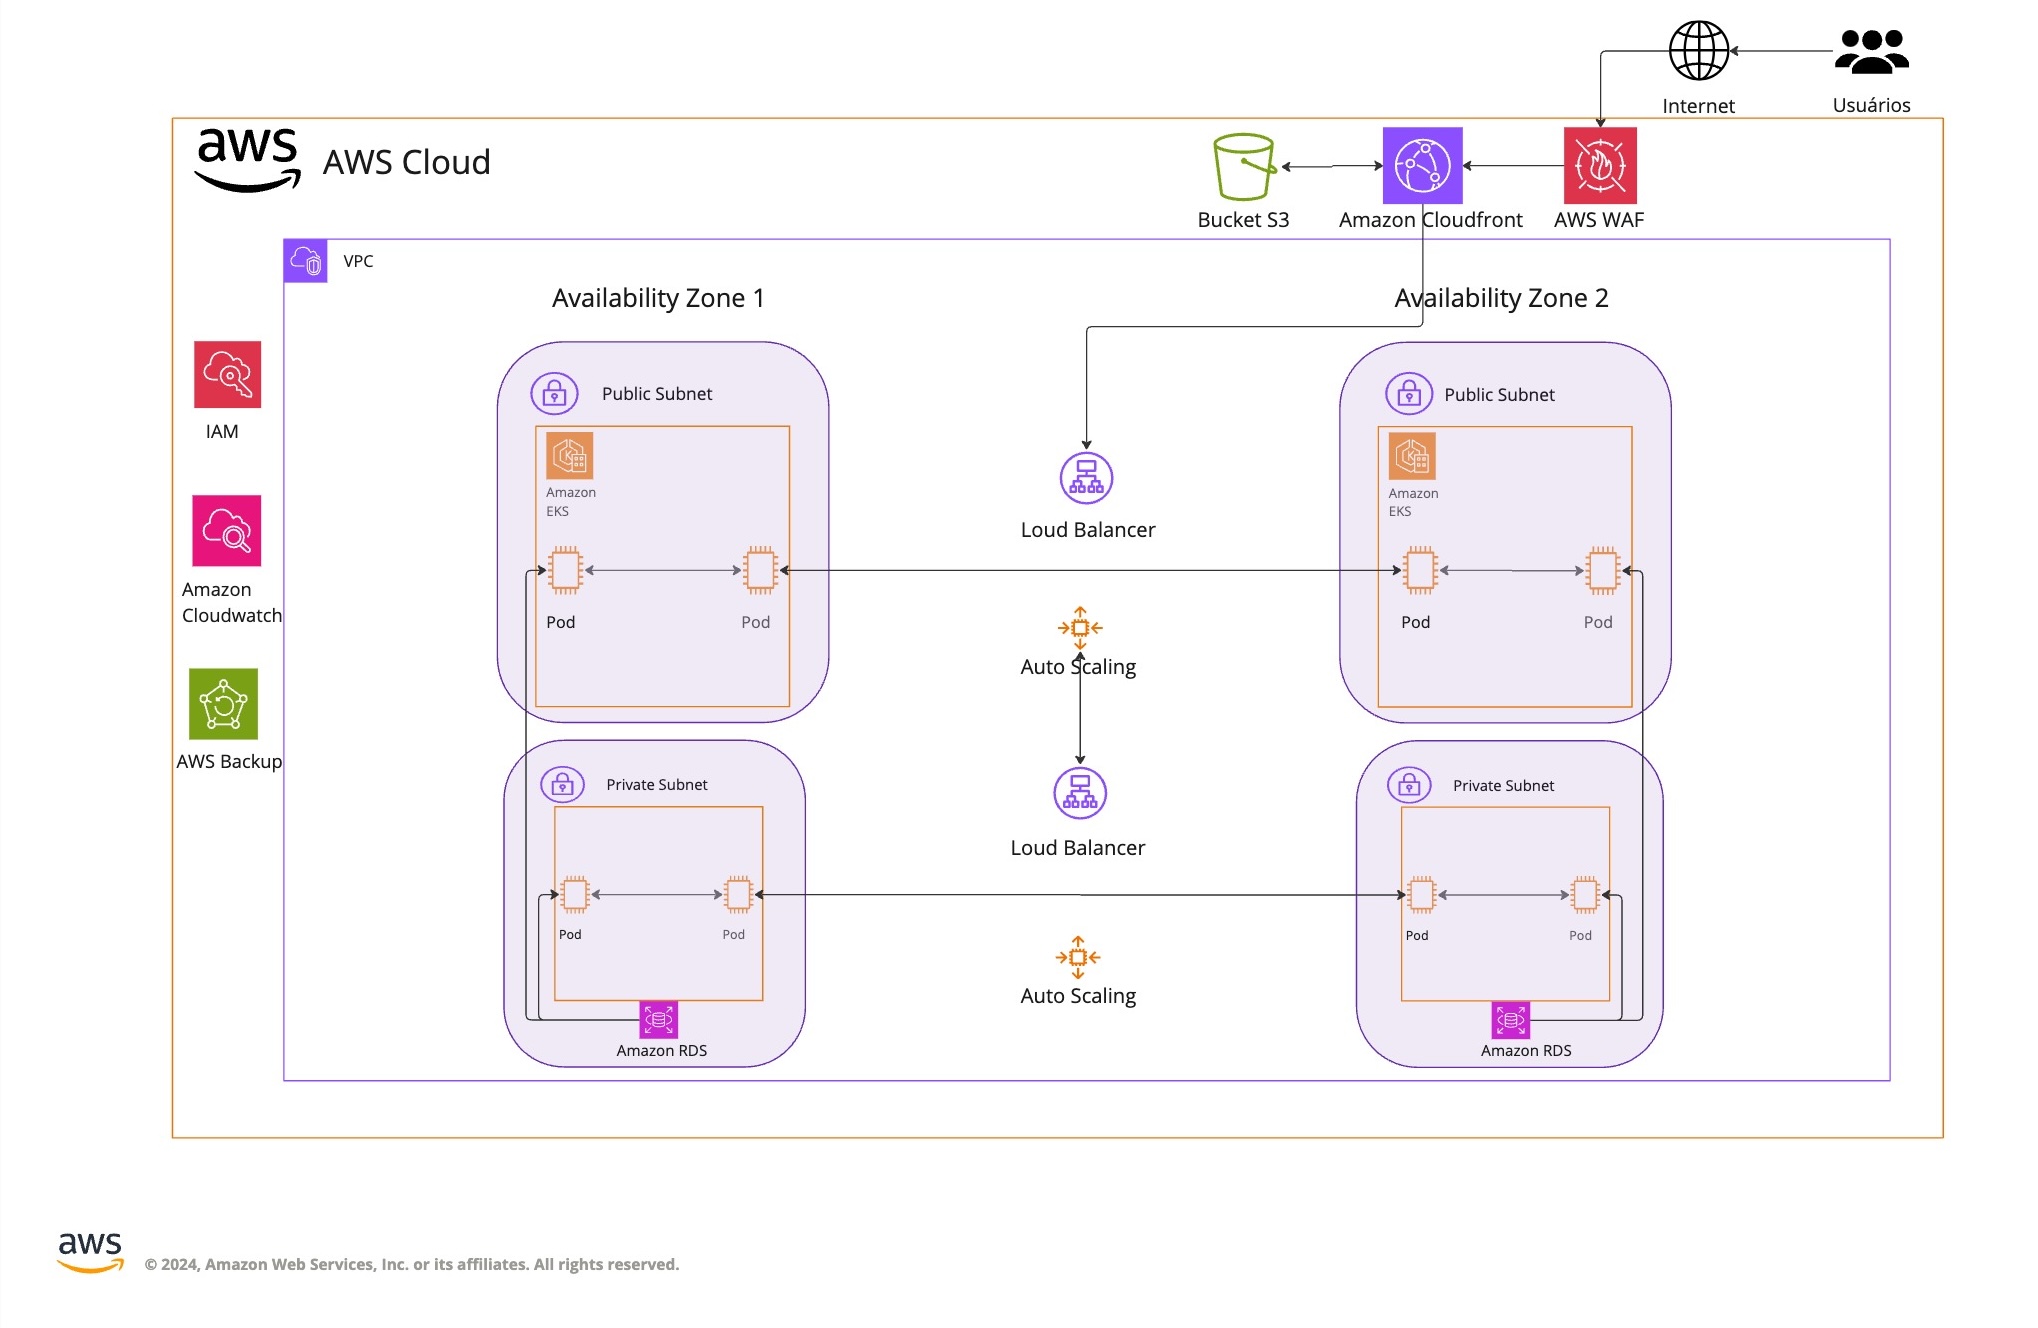 Internet
Usuários
aws
AWS Cloud
Bucket S3
Amazon Cloudfront
AWS WAF
VPC
Availability Zone 1
Availability Zone 2
IAM
Amazon
Cloudwatch
AWS Backup
Public Subnet
Amazon
EKS
Pod
Pod
Loud Balancer
Auto Scaling
Public Subnet
Amazon
EKS
Pod
Pod
Private Subnet
Pod
Pod
Amazon RDS
Loud Balancer
Auto Scaling
Private Subnet
Pod
Pod
Amazon RDS
aws
© 2024, Amazon Web Services, Inc. or its affiliates. All rights reserved.